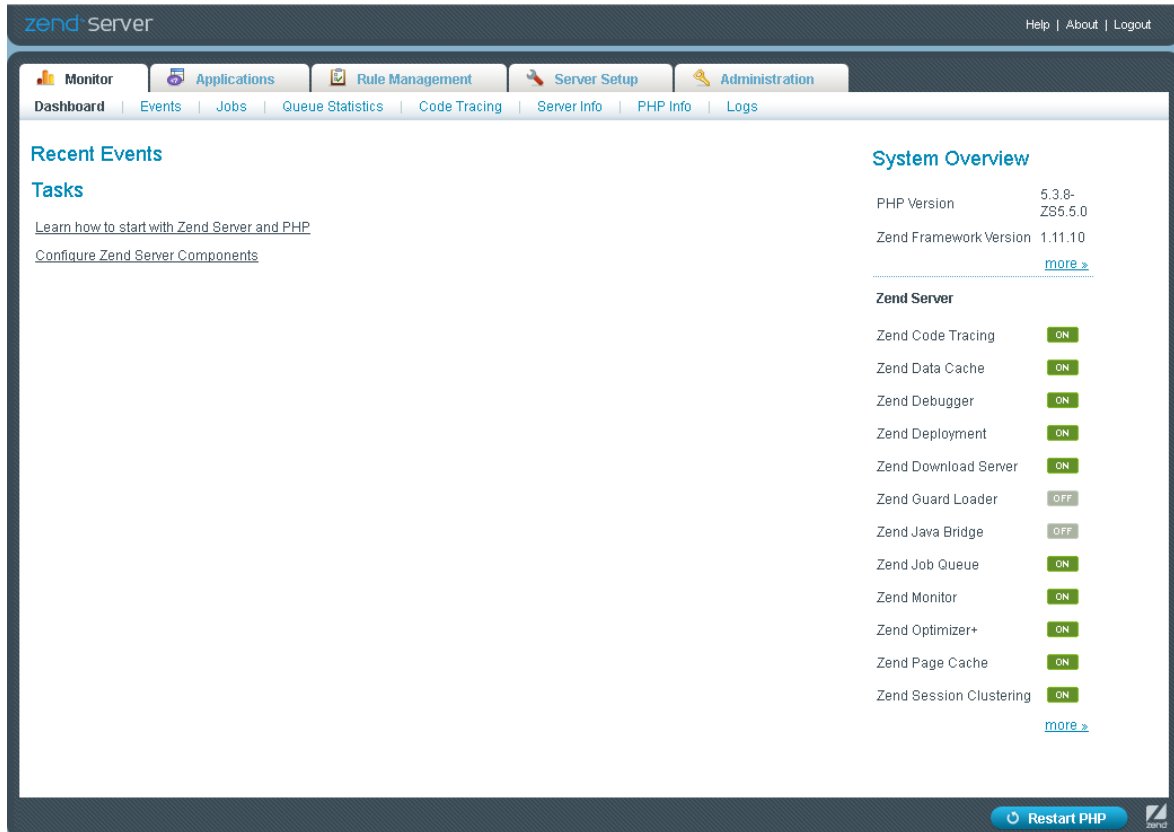 zend server
Help | About | Logout
Monitor
Applications
Rule Management
Server Setup
Administration
Dashboard | Events | Jobs | Queue Statistics | Code Tracing | Server Info | PHP Info | Logs
Recent Events
Tasks
Learn how to start with Zend Server and PHP
Configure Zend Server Components
System Overview
PHP Version 5.3.8-
ZS5.5.0
Zend Framework Version 1.11.10
more »
Zend Server
Zend Code Tracing ON
Zend Data Cache ON
Zend Debugger ON
Zend Deployment ON
Zend Download Server ON
Zend Guard Loader OFF
Zend Java Bridge OFF
Zend Job Queue ON
Zend Monitor ON
Zend Optimizer+ ON
Zend Page Cache ON
Zend Session Clustering ON
more »
Restart PHP
zend